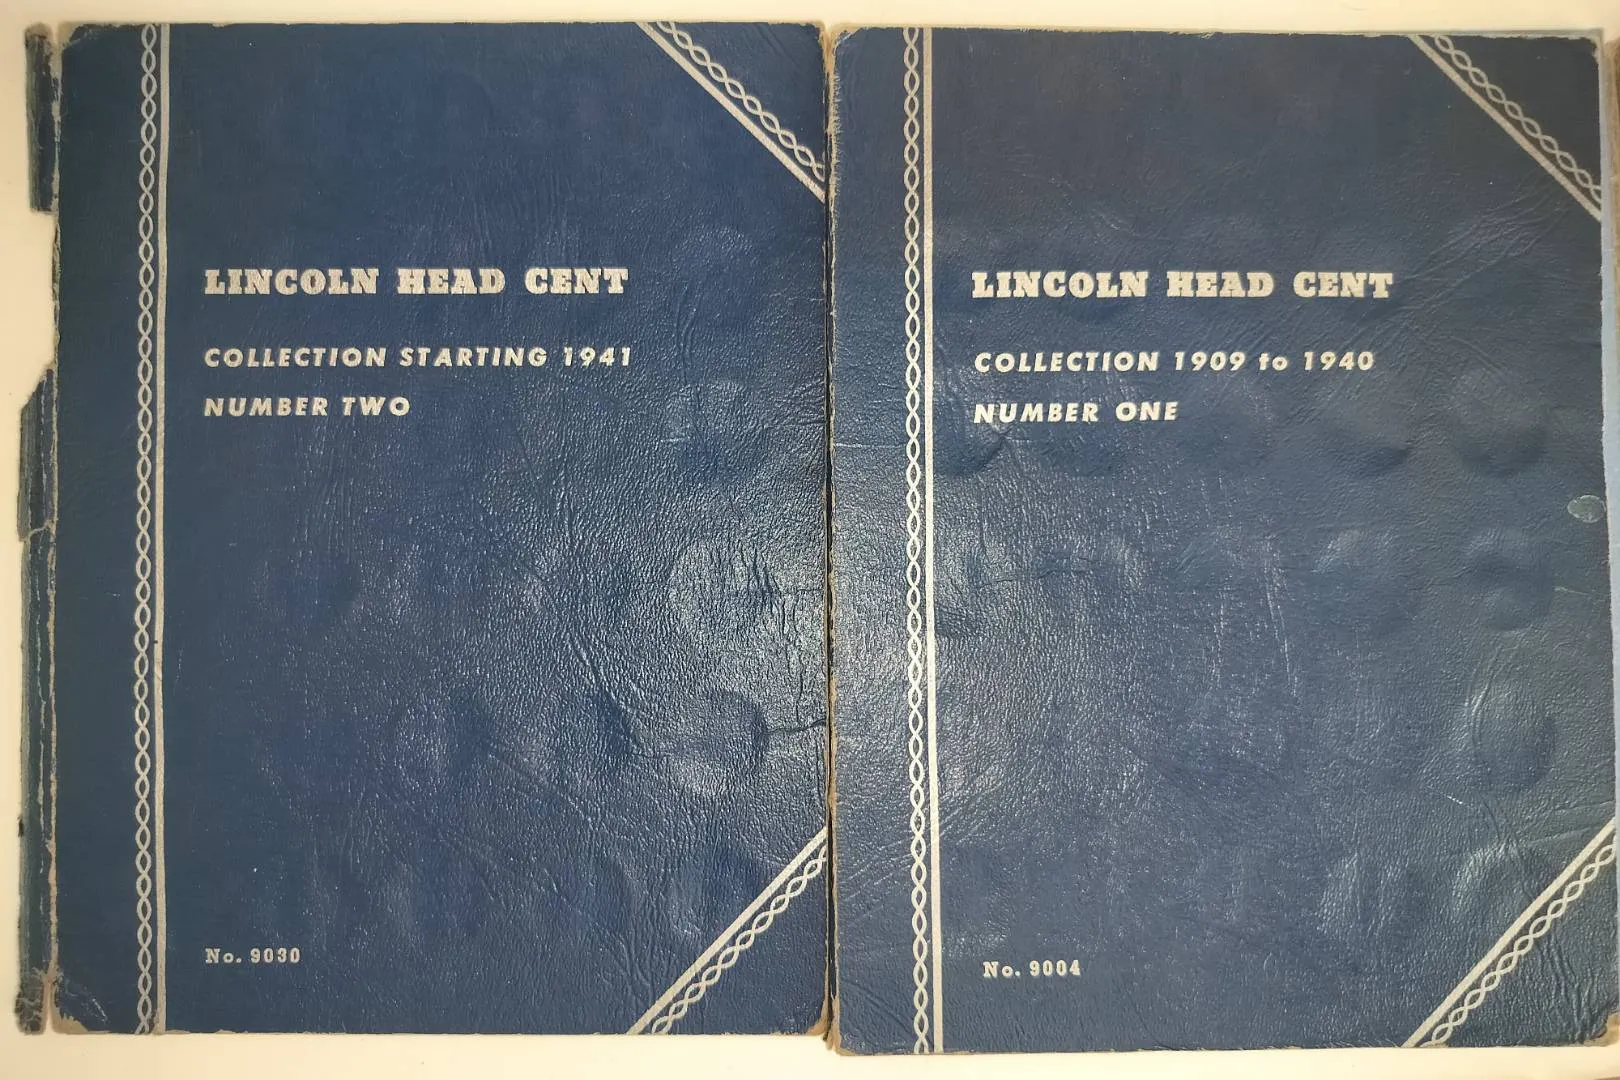 LINCOLN HEAD CENT
COLLECTION STARTING 1941
NUMBER TWO
No. 9030
LINCOLN HEAD CENT
COLLECTION 1909 to 1940
NUMBER ONE
No. 9004